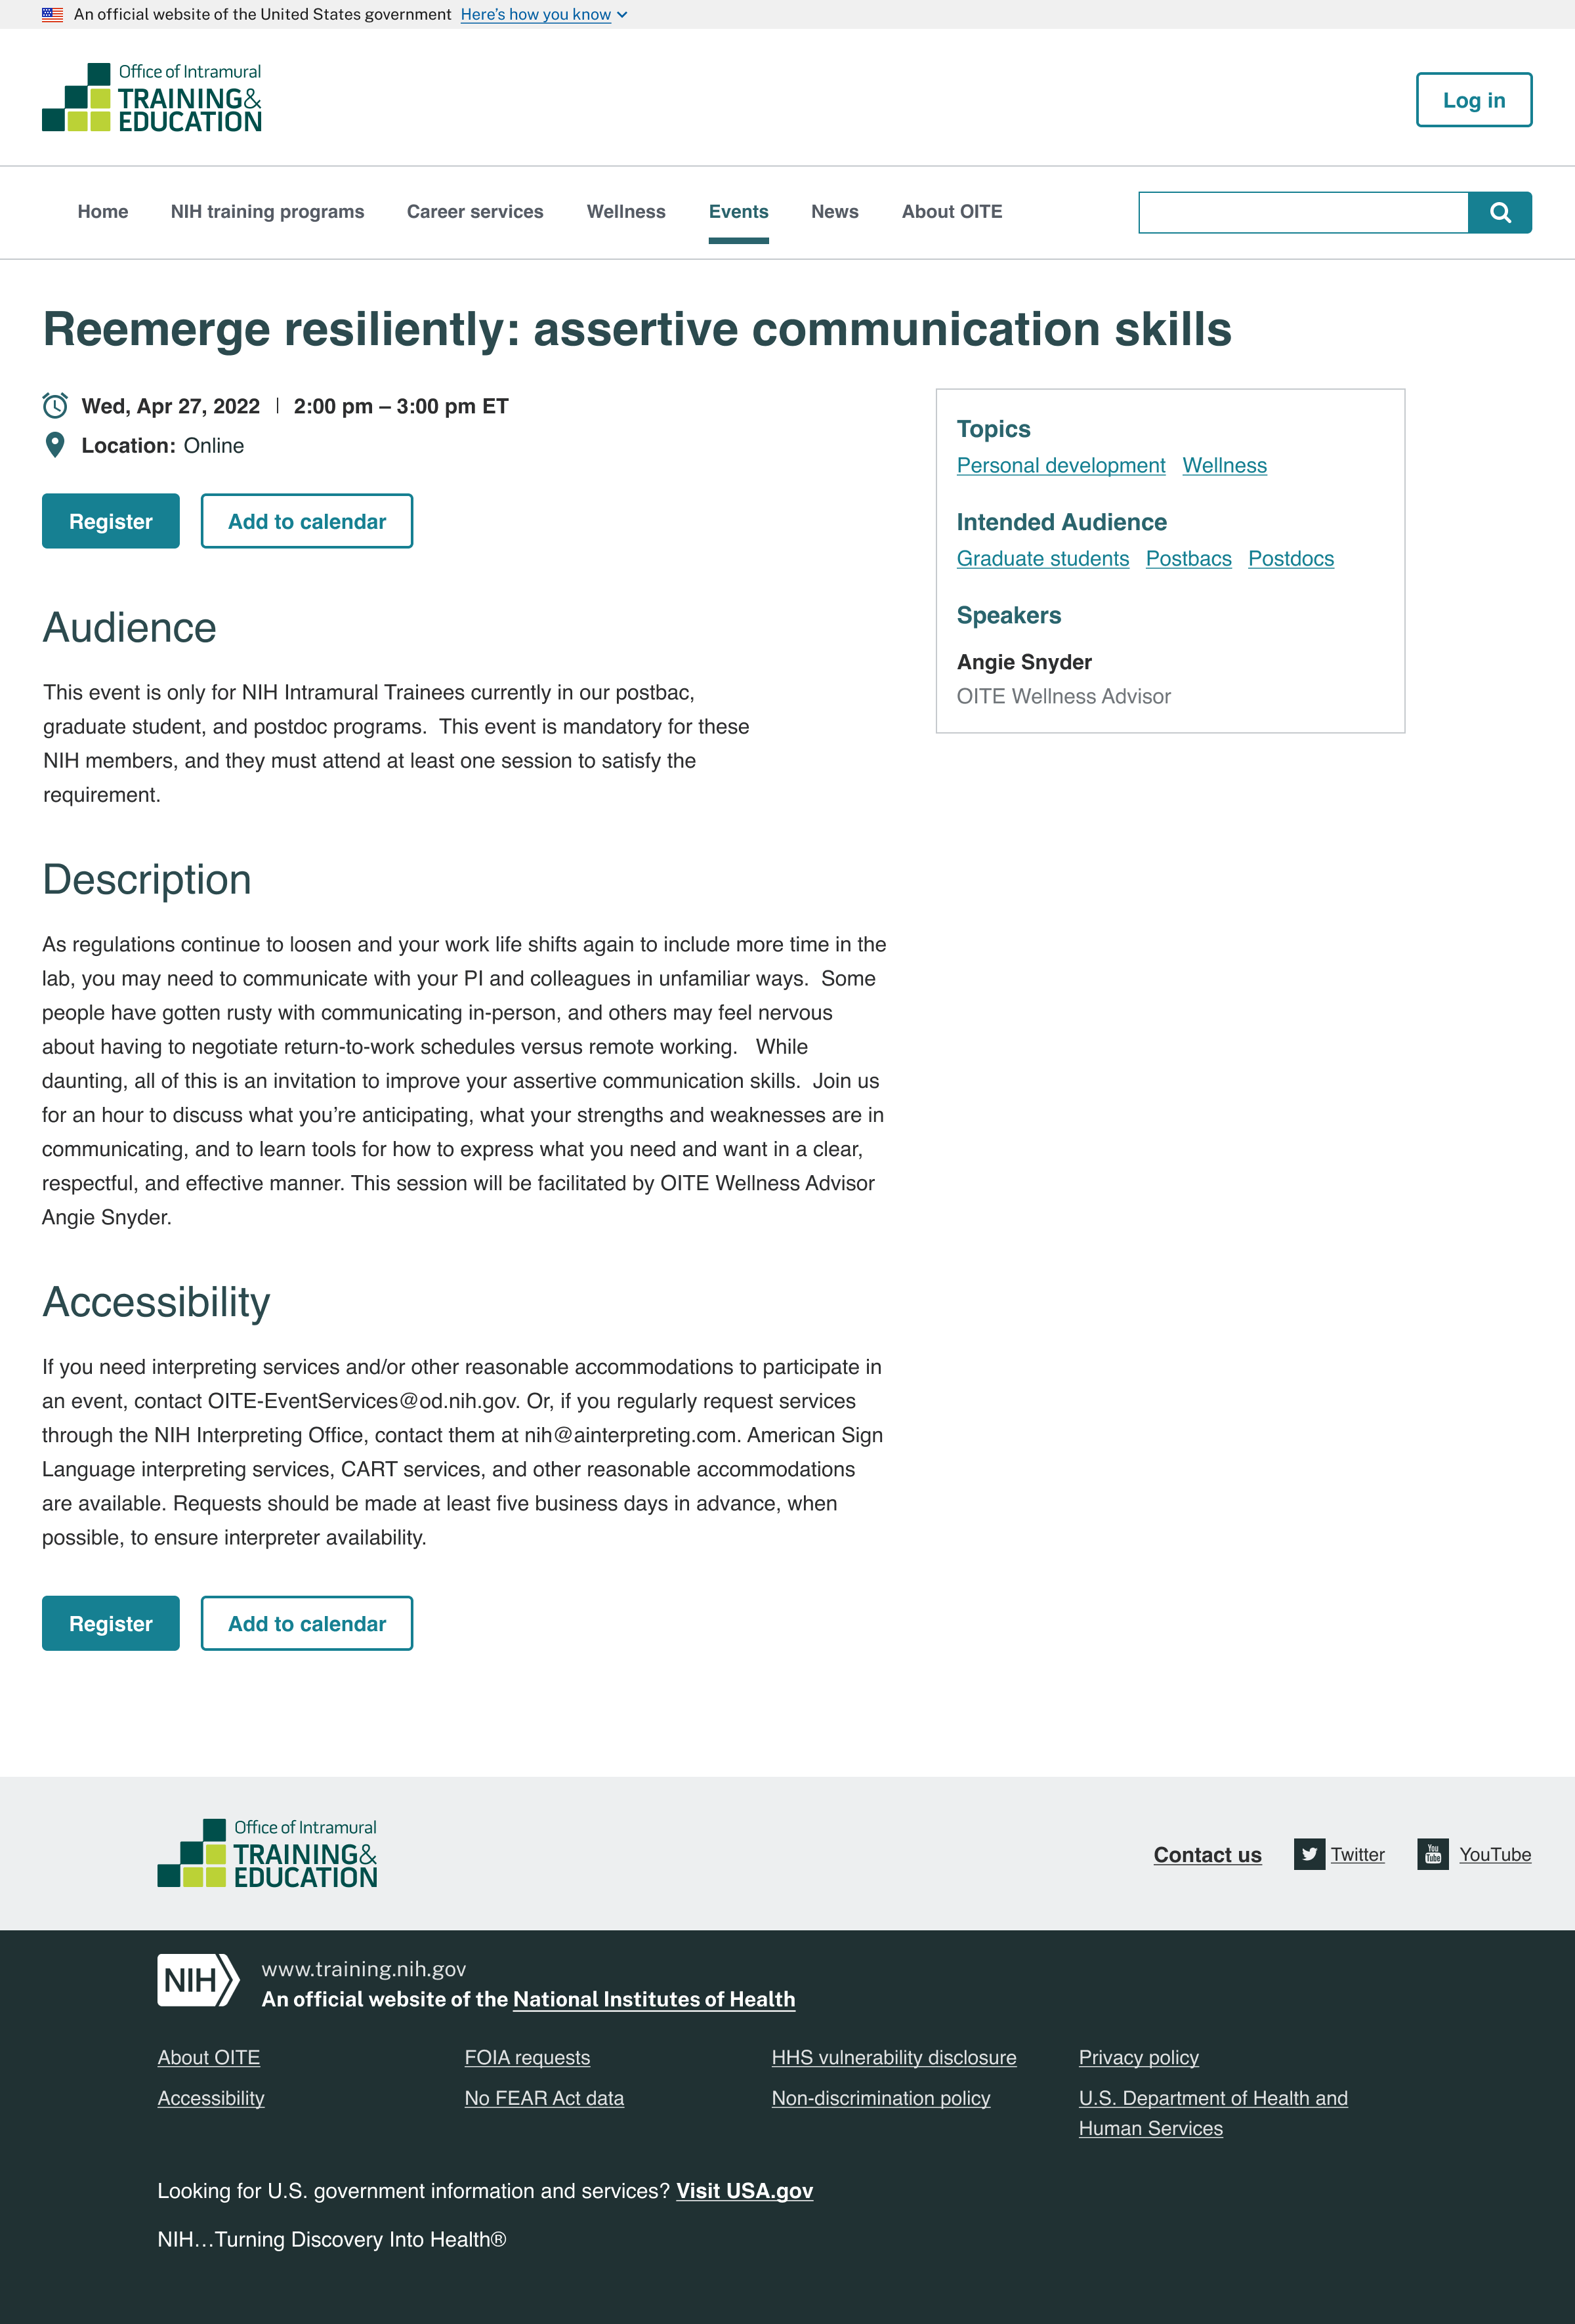 An official website of the United States government Here's how you know
Office of Intramural
TRAINING&
EDUCATION
Log in
Home NIH training programs Career services Wellness Events News About OITE
Reemerge resiliently: assertive communication skills
Wed, Apr 27, 2022 | 2:00 pm – 3:00 pm ET
Location: Online
Register Add to calendar
Topics
Personal development Wellness
Intended Audience
Graduate students Postbacs Postdocs
Speakers
Angie Snyder
OITE Wellness Advisor
Audience
This event is only for NIH Intramural Trainees currently in our postbac,
graduate student, and postdoc programs.  This event is mandatory for these
NIH members, and they must attend at least one session to satisfy the
requirement.
Description
As regulations continue to loosen and your work life shifts again to include more time in the
lab, you may need to communicate with your PI and colleagues in unfamiliar ways.  Some
people have gotten rusty with communicating in-person, and others may feel nervous
about having to negotiate return-to-work schedules versus remote working.   While
daunting, all of this is an invitation to improve your assertive communication skills.  Join us
for an hour to discuss what you’re anticipating, what your strengths and weaknesses are in
communicating, and to learn tools for how to express what you need and want in a clear,
respectful, and effective manner. This session will be facilitated by OITE Wellness Advisor
Angie Snyder.
Accessibility
If you need interpreting services and/or other reasonable accommodations to participate in
an event, contact OITE-EventServices@od.nih.gov. Or, if you regularly request services
through the NIH Interpreting Office, contact them at nih@ainterpreting.com. American Sign
Language interpreting services, CART services, and other reasonable accommodations
are available. Requests should be made at least five business days in advance, when
possible, to ensure interpreter availability.
Register Add to calendar
Office of Intramural
TRAINING&
EDUCATION
Contact us Twitter You Tube YouTube
NIH
www.training.nih.gov
An official website of the National Institutes of Health
About OITE FOIA requests HHS vulnerability disclosure Privacy policy
Accessibility No FEAR Act data Non-discrimination policy U.S. Department of Health and
Human Services
Looking for U.S. government information and services? Visit USA.gov
NIH…Turning Discovery Into Health®